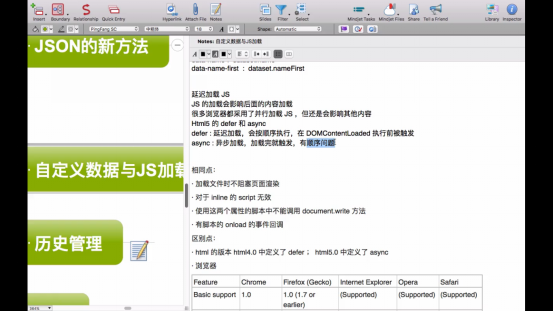 Insert
Boundary
Relationship
Quick Entry
Hyperlink
Attach File
Notes
Slides
Filter
Select
Mindjet Tasks
Mindjet Files
Share
Tell a Friend
Library
Inspector
PingFang SC
中粗体
16
Shape:
Automatic
Notes: 自定义数据与JS加载
· JSON的新方法
· 自定义数据与JS加载
· 历史管理
data-name-first : dataset.nameFirst
延迟加载 JS
JS 的加载会影响后面的内容加载
很多浏览器都采用了并行加载 JS ，但还是会影响其他内容
Html5 的 defer 和 async
defer : 延迟加载，会按顺序执行，在 DOMContentLoaded 执行前被触发
async : 异步加载，加载完就触发，有顺序问题
相同点：
· 加载文件时不阻塞页面渲染
· 对于 inline 的 script 无效
· 使用这两个属性的脚本中不能调用 document.write 方法
· 有脚本的 onload 的事件回调
区别点：
· html 的版本 html4.0 中定义了 defer； html5.0 中定义了 async
· 浏览器
Feature Chrome Firefox (Gecko) Internet Explorer Opera Safari
Basic support 1.0 1.0 (1.7 or earlier) (Supported) (Supported) (Supported)